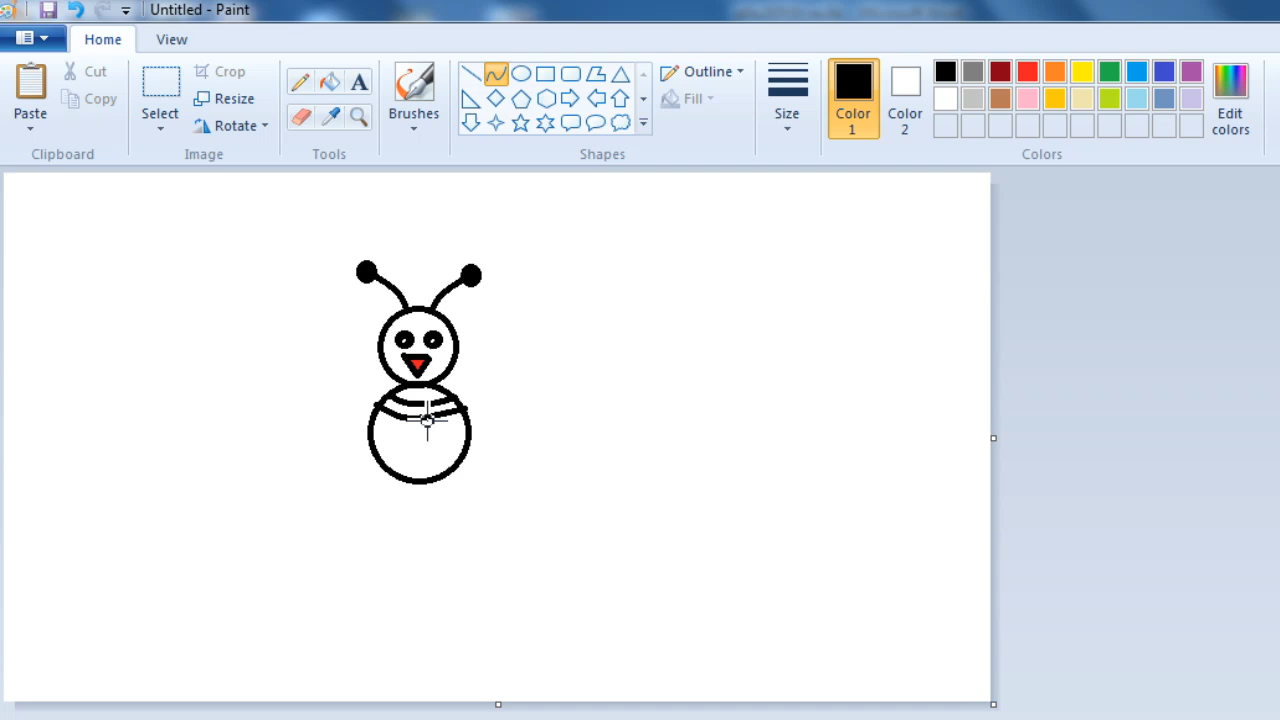 Untitled - Paint
Home View
Paste
Cut
Copy
Clipboard
Select
Crop
Resize
Rotate
Image
A
Tools
Brushes
Shapes
Outline
Fill
Size
Color 1
Color 2
Edit colors
Colors